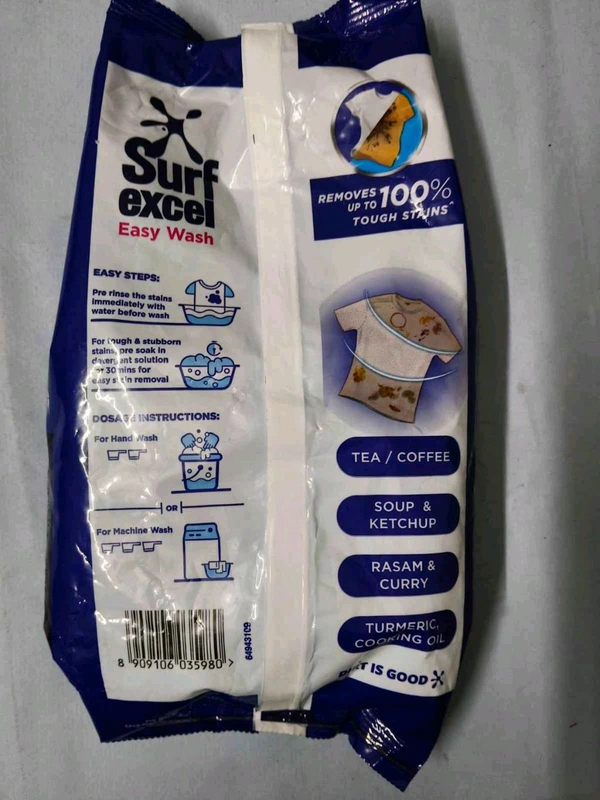 Surf
excel
Easy Wash
EASY STEPS:
Pre rinse the stains
immediately with
water before wash
For tough & stubborn
stains, pre soak in
detergent solution
for 30mins for
easy stain removal
DOSAGE INSTRUCTIONS:
For Hand Wash
OR
For Machine Wash
8 909106 035980 >
64943109
REMOVES 100%
UP TO
TOUGH STAINS^
TEA / COFFEE
SOUP &
KETCHUP
RASAM &
CURRY
TURMERIC,
COOKING OIL
DIRT IS GOOD